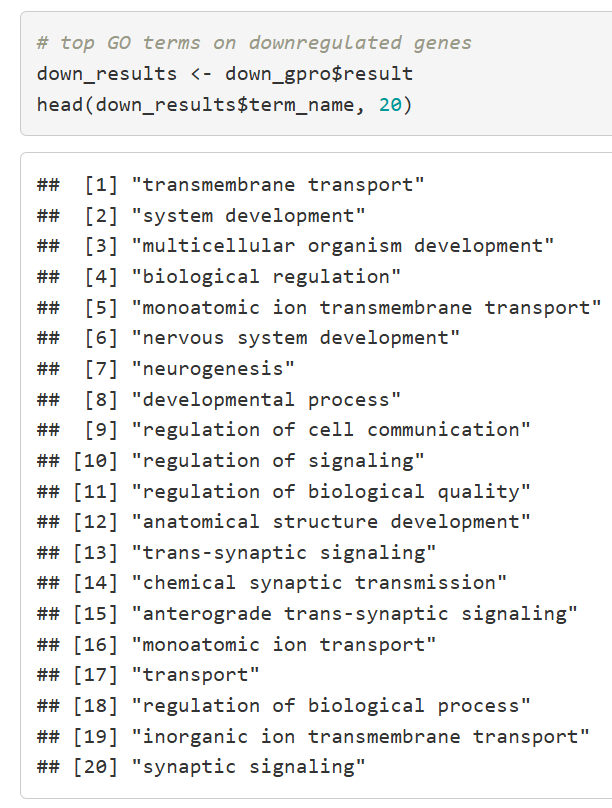 # top GO terms on downregulated genes
down_results <- down_gpro$result
head(down_results$term_name, 20)
##  [1] "transmembrane transport"
##  [2] "system development"
##  [3] "multicellular organism development"
##  [4] "biological regulation"
##  [5] "monoatomic ion transmembrane transport"
##  [6] "nervous system development"
##  [7] "neurogenesis"
##  [8] "developmental process"
##  [9] "regulation of cell communication"
## [10] "regulation of signaling"
## [11] "regulation of biological quality"
## [12] "anatomical structure development"
## [13] "trans-synaptic signaling"
## [14] "chemical synaptic transmission"
## [15] "anterograde trans-synaptic signaling"
## [16] "monoatomic ion transport"
## [17] "transport"
## [18] "regulation of biological process"
## [19] "inorganic ion transmembrane transport"
## [20] "synaptic signaling"